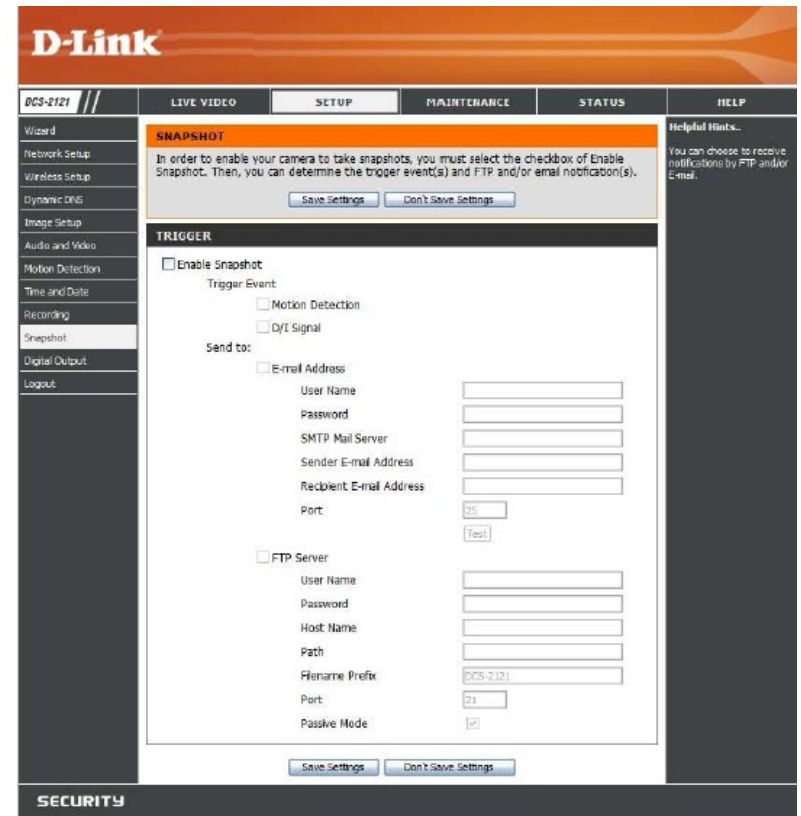 D-Link
DCS-2121
LIVE VIDEO
SETUP
MAINTENANCE
STATUS
HELP
Wizard
Network Setup
Wireless Setup
Dynamic DNS
Image Setup
Audio and Video
Motion Detection
Time and Date
Recording
Snapshot
Digital Output
Logout
SNAPSHOT
In order to enable your camera to take snapshots, you must select the checkbox of Enable
Snapshot. Then, you can determine the trigger event(s) and FTP and/or email notification(s).
Save Settings Don't Save Settings
TRIGGER
Enable Snapshot
Trigger Event
Motion Detection
D/I Signal
Send to:
E-mail Address
User Name
Password
SMTP Mail Server
Sender E-mail Address
Recipient E-mail Address
Port 25
Test
FTP Server
User Name
Password
Host Name
Path
Filename Prefix DCS-2121
Port 21
Passive Mode
Save Settings Don't Save Settings
Helpful Hints..
You can choose to receive
notifications by FTP and/or
E-mail.
SECURITY